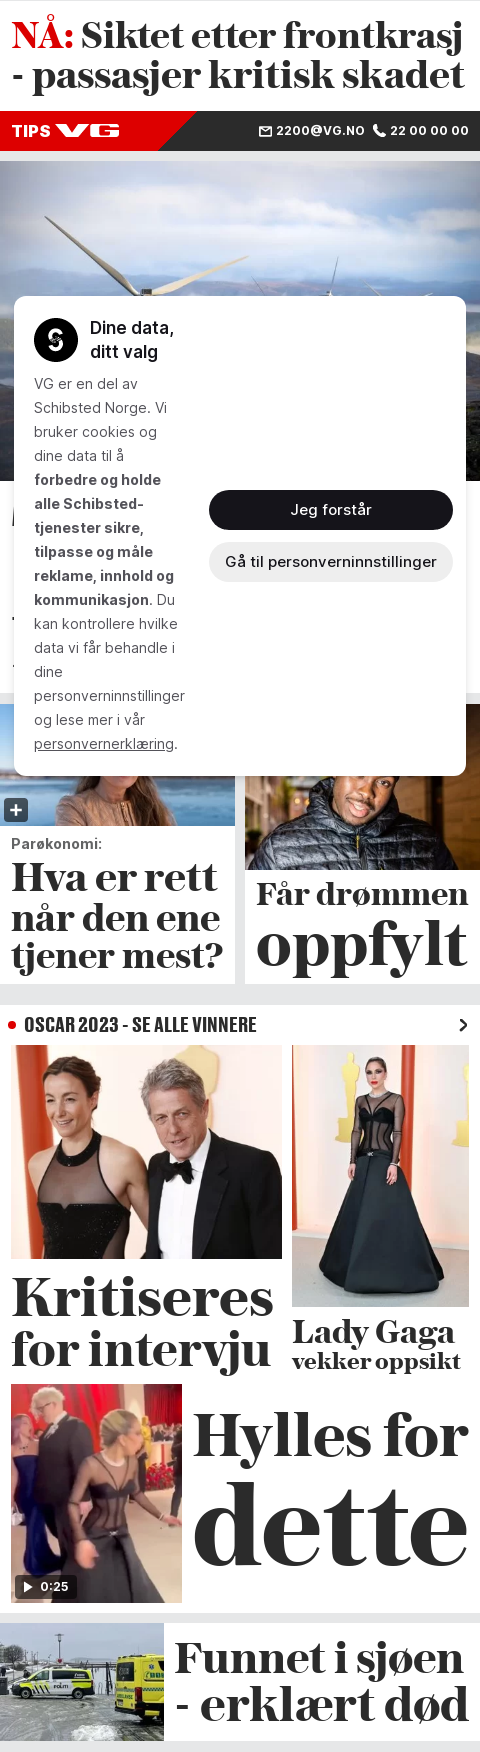 NÅ: Siktet etter frontkrasj
- passasjer kritisk skadet
TIPS VG
2200@VG.NO 22 00 00 00
Dine data,
ditt valg
VG er en del av
Schibsted Norge. Vi
bruker cookies og
dine data til å
forbedre og holde
alle Schibsted-
tjenester sikre,
tilpasse og måle
reklame, innhold og
kommunikasjon. Du
kan kontrollere hvilke
data vi får behandle i
dine
personverninnstillinger
og lese mer i vår
personvernerklæring.
Jeg forstår
Gå til personverninnstillinger
Parøkonomi:
Hva er rett
når den ene
tjener mest?
Får drømmen
oppfylt
OSCAR 2023 - SE ALLE VINNERE
Kritiseres
for intervju
Lady Gaga
vekker oppsikt
0:25
Hylles for
dette
POLITI
Funnet i sjøen
- erklært død